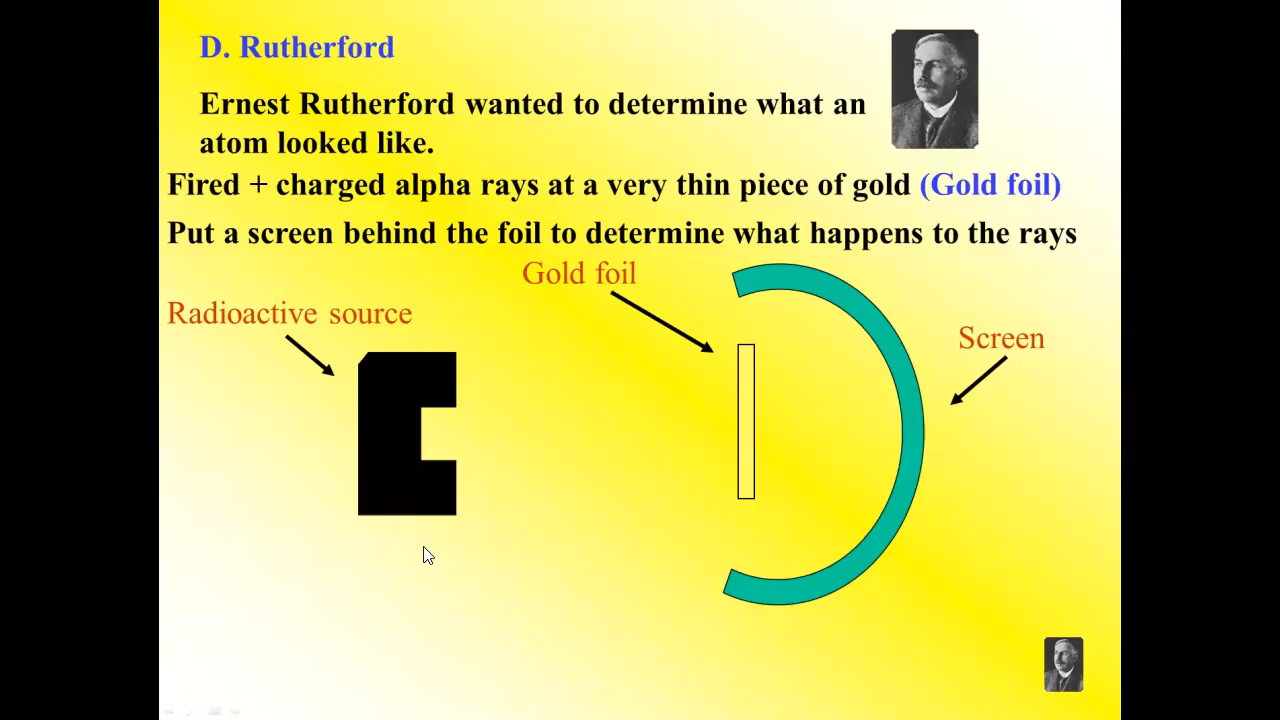 D. Rutherford
Ernest Rutherford wanted to determine what an
atom looked like.
Fired + charged alpha rays at a very thin piece of gold (Gold foil)
Put a screen behind the foil to determine what happens to the rays
Gold foil
Radioactive source
Screen